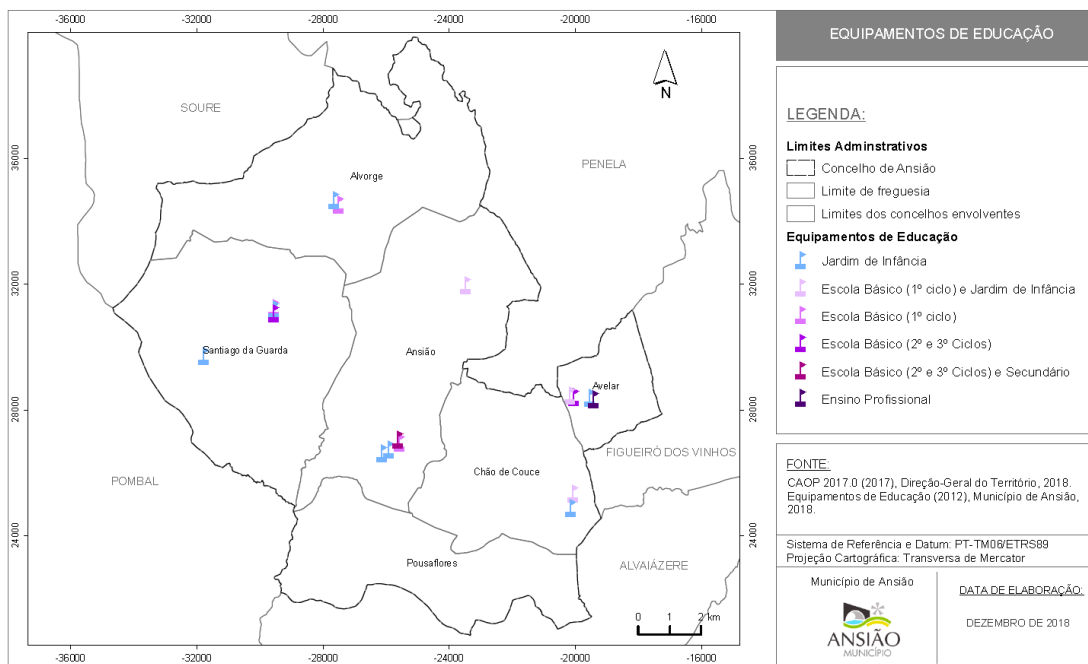 -36000 -32000 -28000 -24000 -20000 -16000
EQUIPAMENTOS DE EDUCAÇÃO
N
SOURE
PENELA
36000 36000
Alvorge
32000 32000
Santiago da Guarda
Ansião
Avelar
28000 28000
FIGUEIRÓ DOS VINHOS
POMBAL
Chão de Couce
24000 24000
Pousaflores
ALVAIÁZERE
0 1 2 km
-36000 -32000 -28000 -24000 -20000 -16000
LEGENDA:
Limites Adminstrativos
Concelho de Ansião
Limite de freguesia
Limites dos concelhos envolventes
Equipamentos de Educação
Jardim de Infância
Escola Básico (1º ciclo) e Jardim de Infância
Escola Básico (1º ciclo)
Escola Básico (2º e 3º Ciclos)
Escola Básico (2º e 3º Ciclos) e Secundário
Ensino Profissional
FONTE:
CAOP 2017.0 (2017), Direção-Geral do Território, 2018.
Equipamentos de Educação (2012), Município de Ansião,
2018.
Sistema de Referência e Datum: PT-TM06/ETRS89
Projeção Cartográfica: Transversa de Mercator
Município de Ansião
ANSIÃO
MUNICÍPIO
DATA DE ELABORAÇÃO:
DEZEMBRO DE 2018